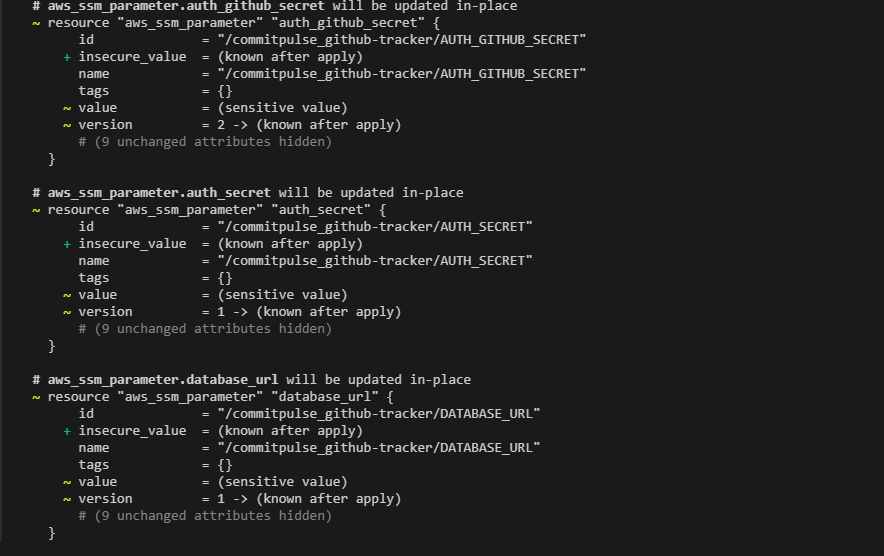 # aws_ssm_parameter.auth_github_secret will be updated in-place
~ resource "aws_ssm_parameter" "auth_github_secret" {
id = "/commitpulse_github-tracker/AUTH_GITHUB_SECRET"
+ insecure_value = (known after apply)
name = "/commitpulse_github-tracker/AUTH_GITHUB_SECRET"
tags = {}
~ value = (sensitive value)
~ version = 2 -> (known after apply)
# (9 unchanged attributes hidden)
}
# aws_ssm_parameter.auth_secret will be updated in-place
~ resource "aws_ssm_parameter" "auth_secret" {
id = "/commitpulse_github-tracker/AUTH_SECRET"
+ insecure_value = (known after apply)
name = "/commitpulse_github-tracker/AUTH_SECRET"
tags = {}
~ value = (sensitive value)
~ version = 1 -> (known after apply)
# (9 unchanged attributes hidden)
}
# aws_ssm_parameter.database_url will be updated in-place
~ resource "aws_ssm_parameter" "database_url" {
id = "/commitpulse_github-tracker/DATABASE_URL"
+ insecure_value = (known after apply)
name = "/commitpulse_github-tracker/DATABASE_URL"
tags = {}
~ value = (sensitive value)
~ version = 1 -> (known after apply)
# (9 unchanged attributes hidden)
}